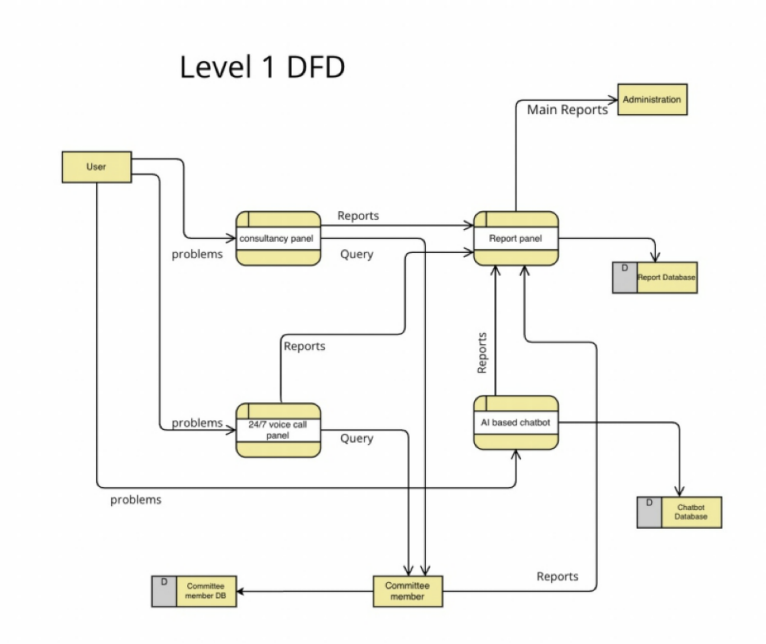 Level 1 DFD
Administration
Main Reports
User
Reports
consultancy panel
Report panel
problems
Query
D
Report Database
Reports
Reports
problems
24/7 voice call
panel
AI based chatbot
Query
problems
D
Chatbot
Database
D
Committee
member DB
Committee
member
Reports